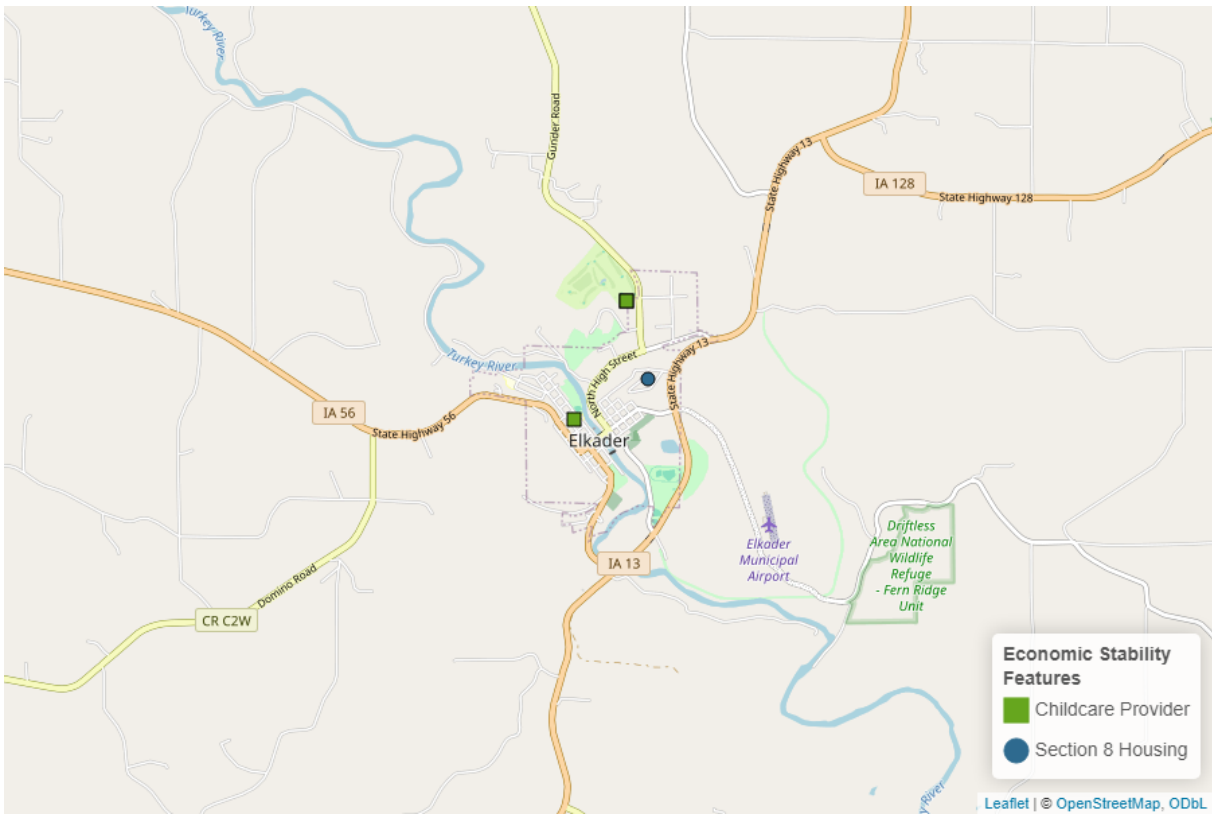 Turkey River
Gunder Road
State Highway 13
IA 128
State Highway 128
Turkey River
North High Street
State Highway 13
IA 56
State Highway 56
Elkader
Elkader
Municipal
Airport
Driftless
Area National
Wildlife
Refuge
- Fern Ridge
Unit
IA 13
Domino Road
CR C2W
Economic Stability
Features
Childcare Provider
Section 8 Housing
River
Leaflet | © OpenStreetMap, ODbL